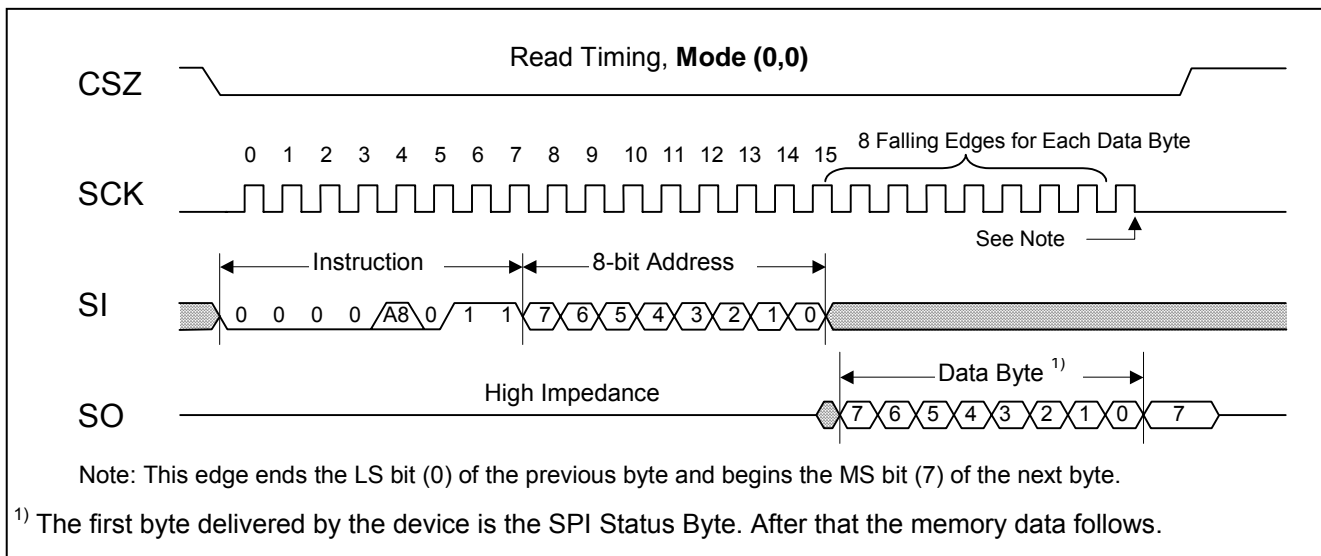 Read Timing, Mode (0,0)
CSZ
0 1 2 3 4 5 6 7 8 9 10 11 12 13 14 15
8 Falling Edges for Each Data Byte
SCK
See Note
Instruction
8-bit Address
SI
0 0 0 0 A8 0 1 1 7 6 5 4 3 2 1 0
Data Byte 1)
High Impedance
SO
7 6 5 4 3 2 1 0 7
Note: This edge ends the LS bit (0) of the previous byte and begins the MS bit (7) of the next byte.
1) The first byte delivered by the device is the SPI Status Byte. After that the memory data follows.